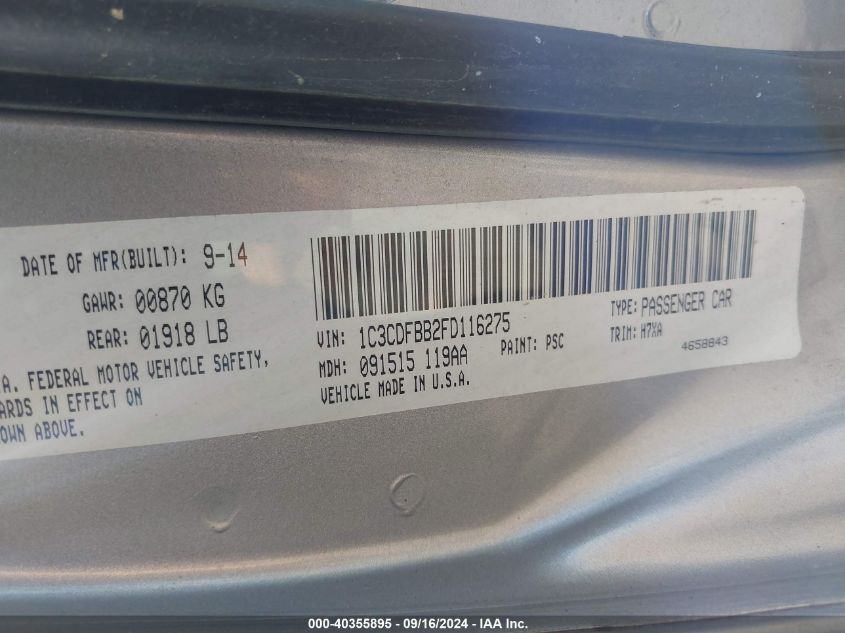 DATE OF MFR(BUILT): 9-14
GAWR: 00870 KG
REAR: 01918 LB
A. FEDERAL MOTOR VEHICLE SAFETY,
ARDS IN EFFECT ON
OWN ABOVE.
VIN: 1C3CDFBB2FD116275
MDH: 091515 119AA
PAINT: PSC
VEHICLE MADE IN U.S.A.
TYPE: PASSENGER CAR
TRIM: H7XA
4658843
000-40355895 - 09/16/2024 - IAA Inc.